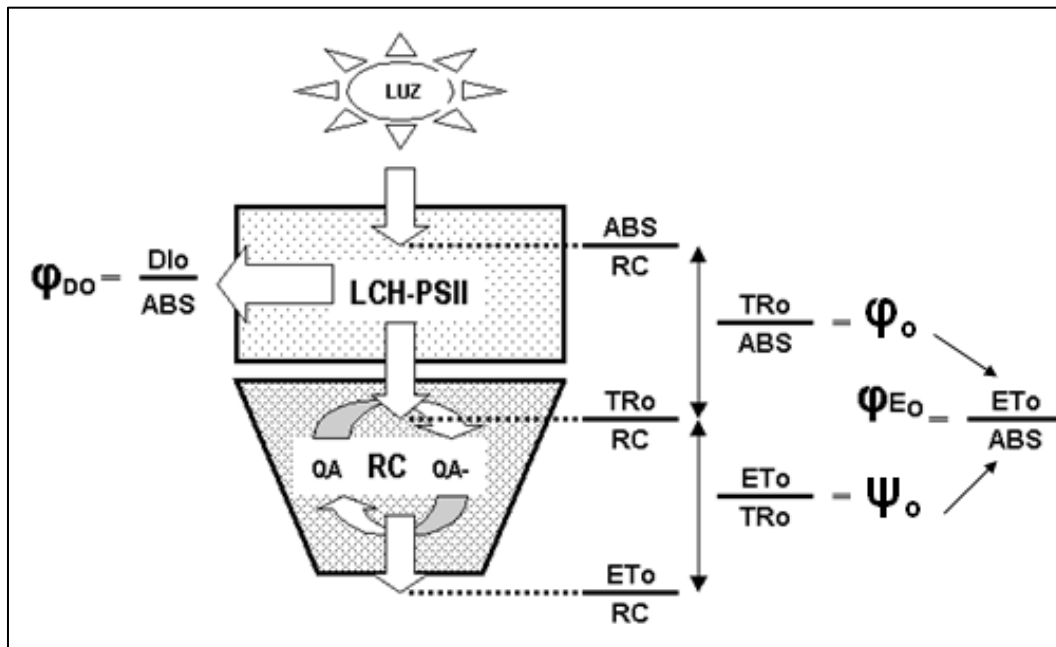 LUZ
ABS
RC
φDO = DIo
ABS
LCH-PSII
TRo
ABS = φo
TRo
RC
φEo = ETo
ABS
QA RC QA-
ETo
TRo = Ψo
ETo
RC